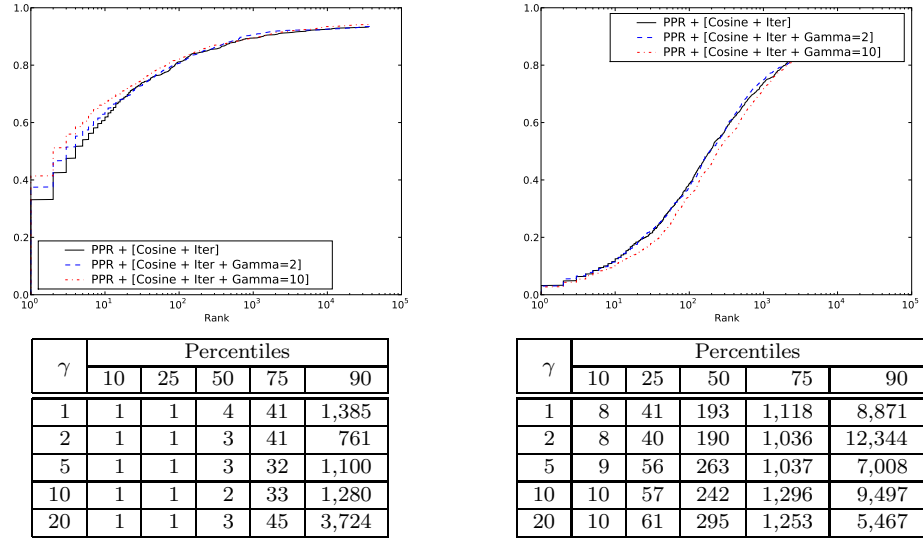 1.0
0.8
0.6
0.4
0.2
0.0
PPR + [Cosine + Iter]
PPR + [Cosine + Iter + Gamma=2]
PPR + [Cosine + Iter + Gamma=10]
10^0 10^1 10^2 10^3 10^4 10^5
Rank
1.0
0.8
0.6
0.4
0.2
0.0
PPR + [Cosine + Iter]
PPR + [Cosine + Iter + Gamma=2]
PPR + [Cosine + Iter + Gamma=10]
10^0 10^1 10^2 10^3 10^4 10^5
Rank
γ Percentiles
10 25 50 75 90
1 1 1 4 41 1,385
2 1 1 3 41 761
5 1 1 3 32 1,100
10 1 1 2 33 1,280
20 1 1 3 45 3,724
γ Percentiles
10 25 50 75 90
1 8 41 193 1,118 8,871
2 8 40 190 1,036 12,344
5 9 56 263 1,037 7,008
10 10 57 242 1,296 9,497
20 10 61 295 1,253 5,467